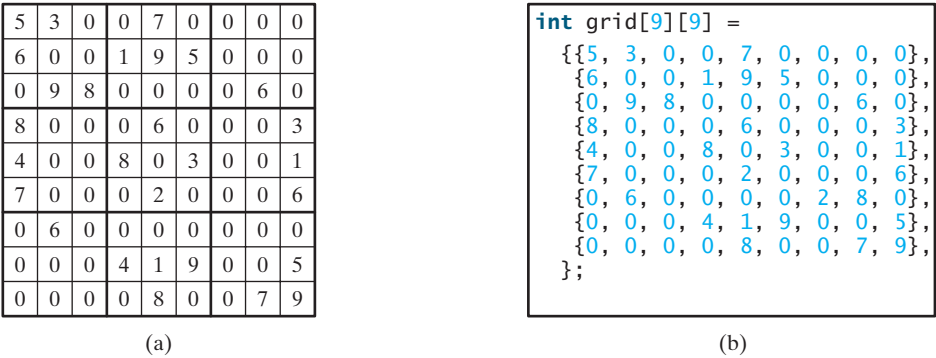 5 3 0 0 7 0 0 0 0
6 0 0 1 9 5 0 0 0
0 9 8 0 0 0 0 6 0
8 0 0 0 6 0 0 0 3
4 0 0 8 0 3 0 0 1
7 0 0 0 2 0 0 0 6
0 6 0 0 0 0 0 0 0
0 0 0 4 1 9 0 0 5
0 0 0 0 8 0 0 7 9
(a)
int grid[9][9] =
{{5, 3, 0, 0, 7, 0, 0, 0, 0},
{6, 0, 0, 1, 9, 5, 0, 0, 0},
{0, 9, 8, 0, 0, 0, 0, 6, 0},
{8, 0, 0, 0, 6, 0, 0, 0, 3},
{4, 0, 0, 8, 0, 3, 0, 0, 1},
{7, 0, 0, 0, 2, 0, 0, 0, 6},
{0, 6, 0, 0, 0, 0, 2, 8, 0},
{0, 0, 0, 4, 1, 9, 0, 0, 5},
{0, 0, 0, 0, 8, 0, 0, 7, 9},
};
(b)